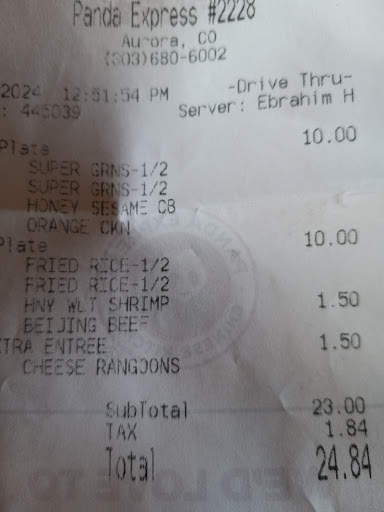 Panda Express #2228
Aurora, CO
(303)680-6002
2024 12:51:54 PM -Drive Thru-
: 445039 Server: Ebrahim H
Plate 10.00
SUPER GRNS-1/2
SUPER GRNS-1/2
HONEY SESAME CB
ORANGE CKN
Plate 10.00
FRIED RICE-1/2
FRIED RICE-1/2
HNY WLT SHRIMP 1.50
BEIJING BEEF
XTRA ENTREE 1.50
CHEESE RANGOONS
SubTotal 23.00
TAX 1.84
Total 24.84